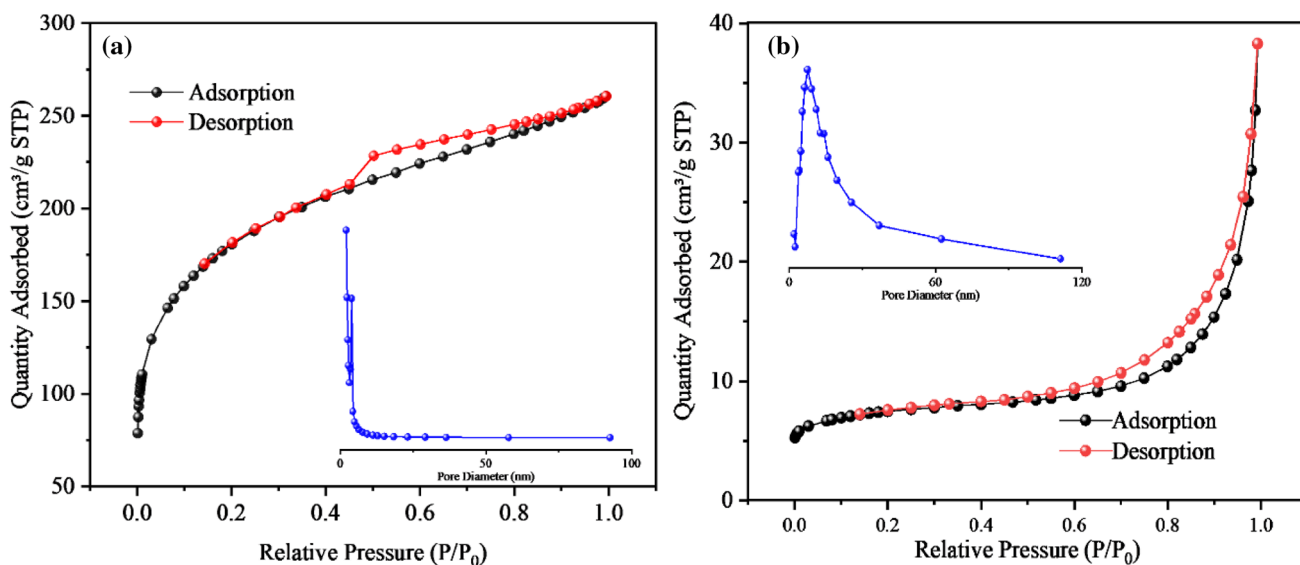 (a)
Adsorption
Desorption
Quantity Adsorbed (cm³/g STP)
300
250
200
150
100
50
0.0 0.2 0.4 0.6 0.8 1.0
Relative Pressure (P/P₀)
0 50 100
Pore Diameter (nm)
(b)
Adsorption
Desorption
Quantity Adsorbed (cm³/g STP)
40
30
20
10
0
0.0 0.2 0.4 0.6 0.8 1.0
Relative Pressure (P/P₀)
0 60 120
Pore Diameter (nm)